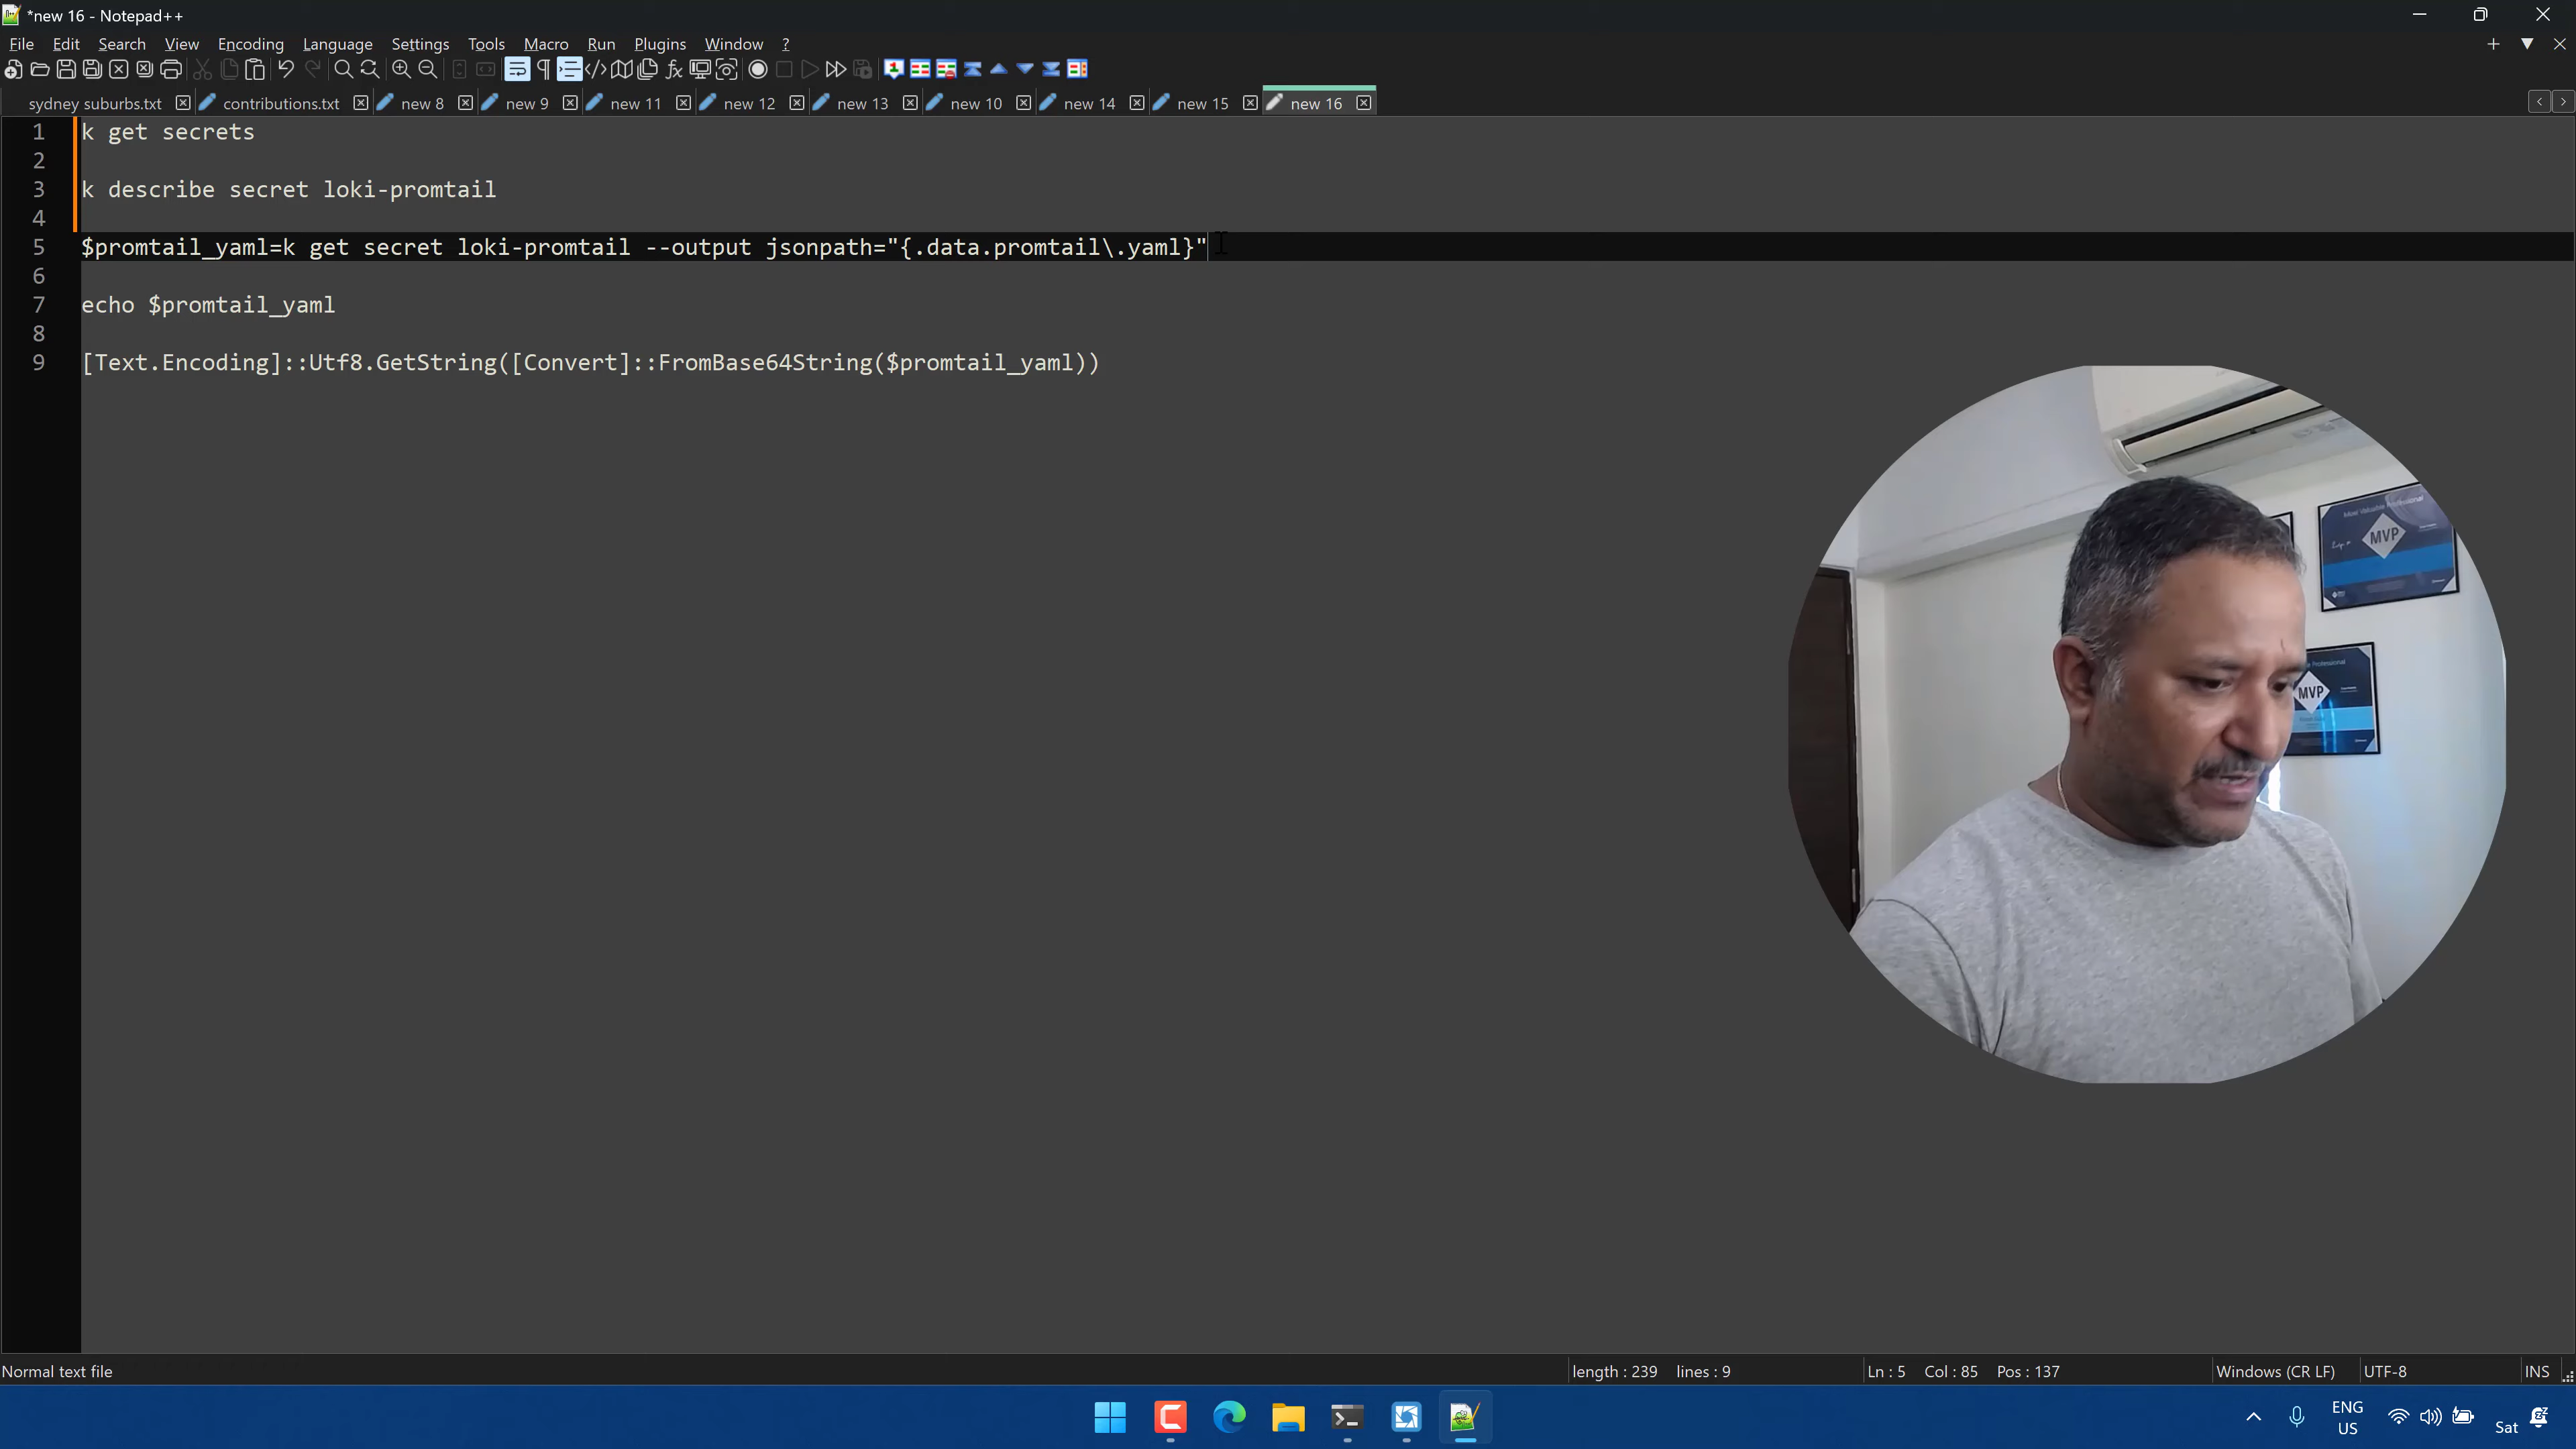 *new 16 - Notepad++
File Edit Search View Encoding Language Settings Tools Macro Run Plugins Window ?
sydney suburbs.txt contributions.txt new 8 new 9 new 11 new 12 new 13 new 10 new 14 new 15 new 16
1 k get secrets
2
3 k describe secret loki-promtail
4
5 $promtail_yaml=k get secret loki-promtail --output jsonpath="{.data.promtail\.yaml}"
6
7 echo $promtail_yaml
8
9 [Text.Encoding]::Utf8.GetString([Convert]::FromBase64String($promtail_yaml))
MVP
MVP
Normal text file length : 239 lines : 9 Ln : 5 Col : 85 Pos : 137 Windows (CR LF) UTF-8 INS
ENG
US
Sat